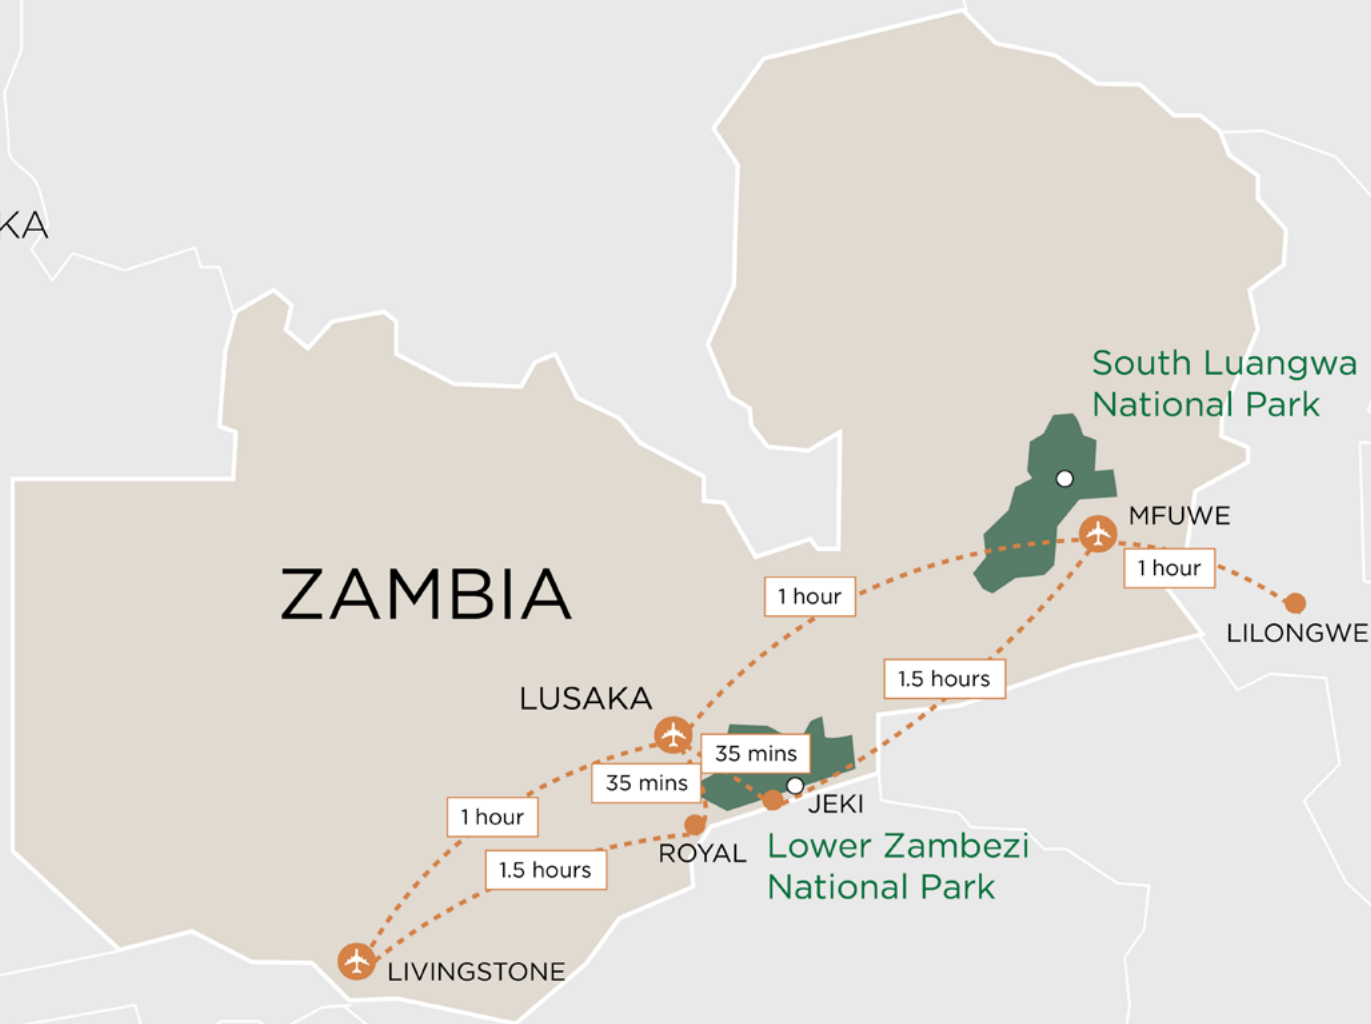 KA
South Luangwa
National Park
MFUWE
1 hour
LILONGWE
1 hour
ZAMBIA
1.5 hours
LUSAKA
35 mins
35 mins
JEKI
1 hour
ROYAL
Lower Zambezi
National Park
1.5 hours
LIVINGSTONE